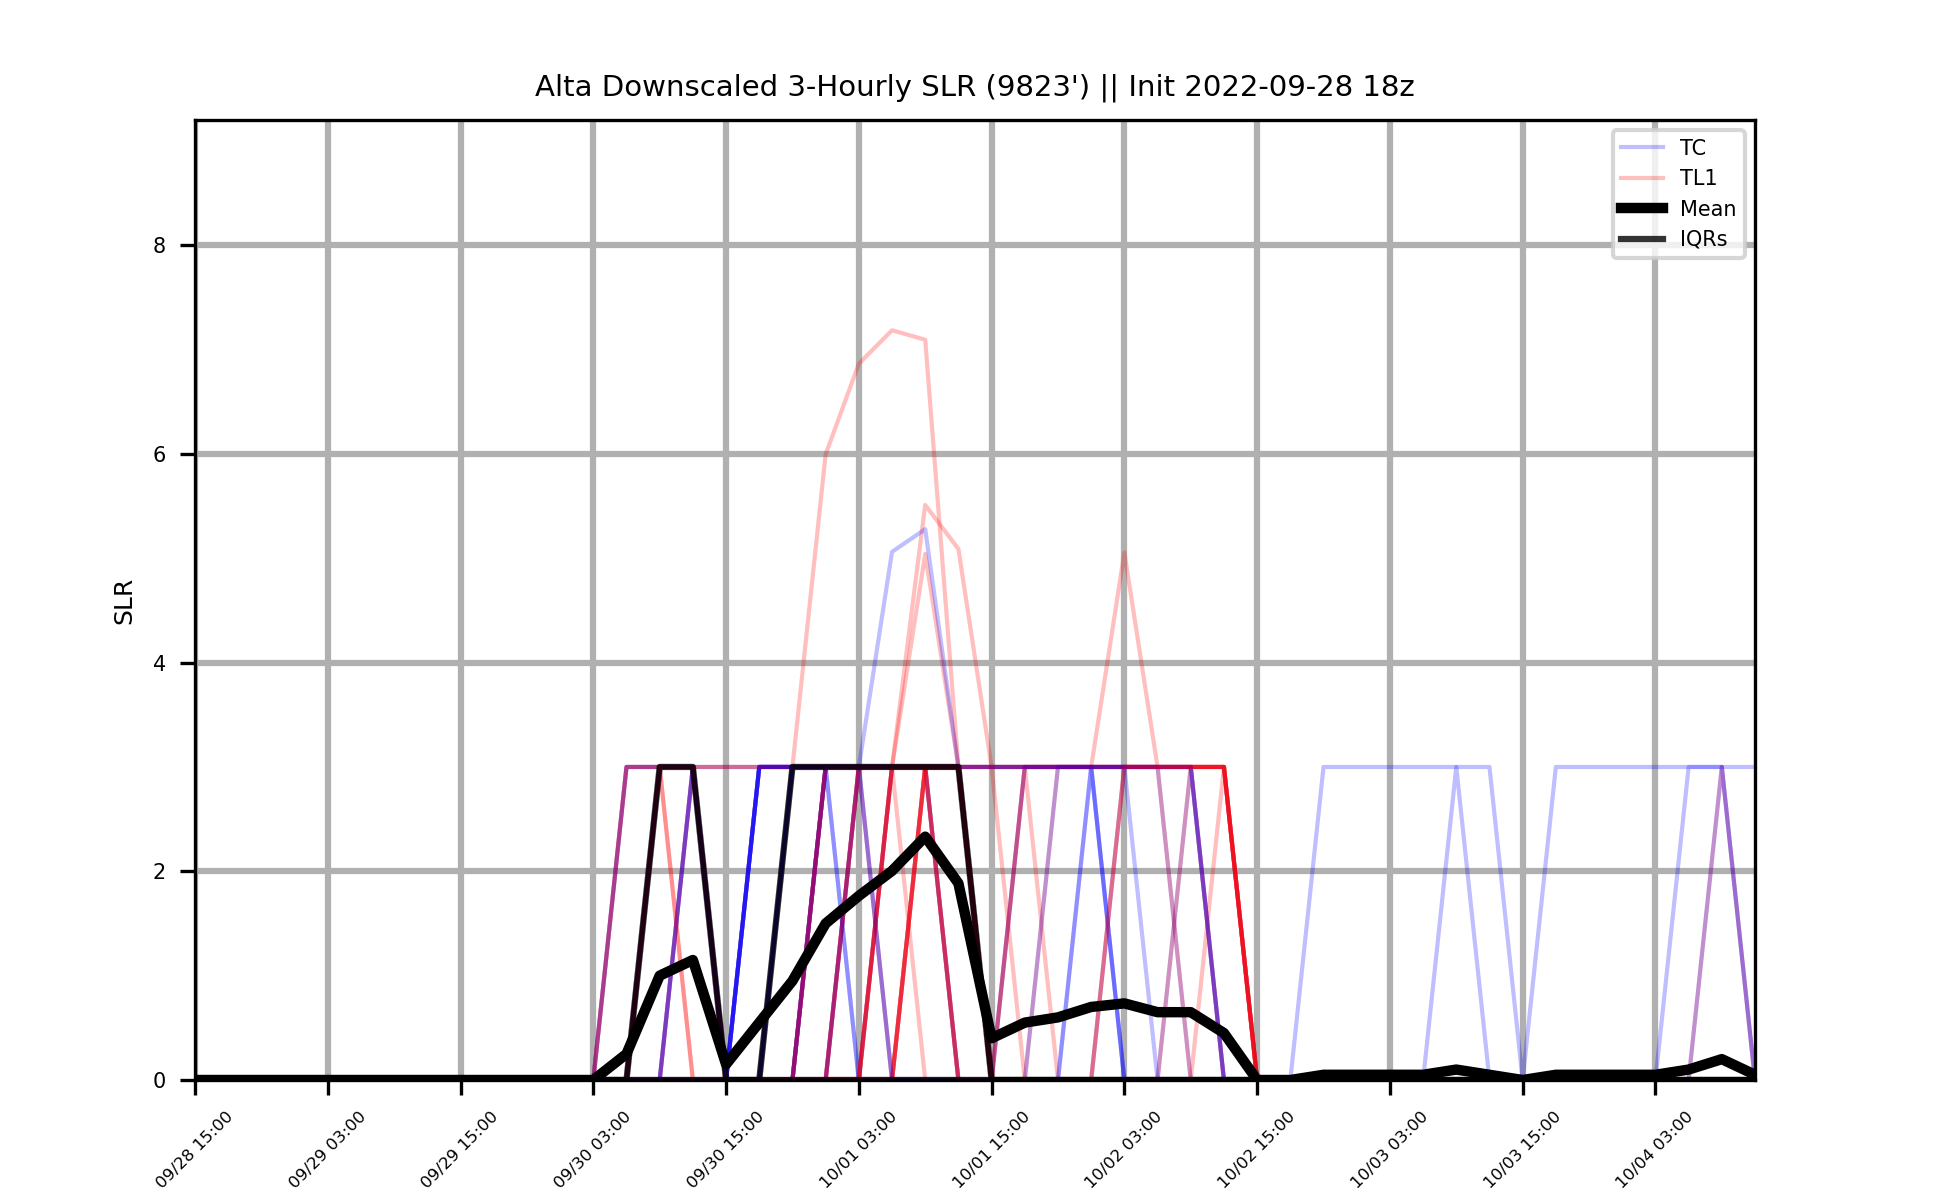 Alta Downscaled 3-Hourly SLR (9823') || Init 2022-09-28 18z
TC
TL1
Mean
IQRs
8
6
4
2
0
SLR
09/28 15:00
09/29 03:00
09/29 15:00
09/30 03:00
09/30 15:00
10/01 03:00
10/01 15:00
10/02 03:00
10/02 15:00
10/03 03:00
10/03 15:00
10/04 03:00